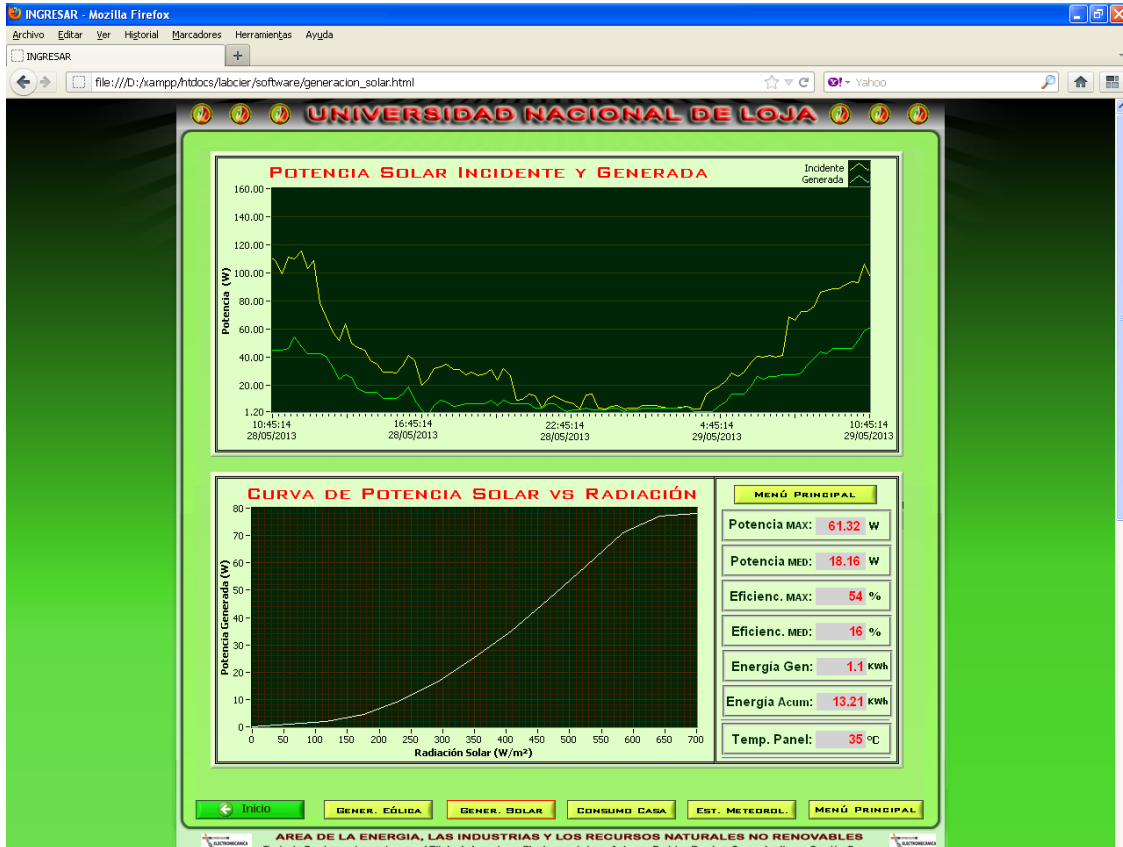 INGRESAR - Mozilla Firefox
Archivo Editar Ver Historial Marcadores Herramientas Ayuda
INGRESAR
file:///D:/xampp/htdocs/labcier/software/generacion_solar.html
Yahoo
UNIVERSIDAD NACIONAL DE LOJA
POTENCIA SOLAR INCIDENTE Y GENERADA
Incidente
Generada
Potencia (W)
160.00
140.00
120.00
100.00
80.00
60.00
40.00
20.00
1.20
10:45:14 16:45:14 22:45:14 4:45:14 10:45:14
28/05/2013 28/05/2013 28/05/2013 29/05/2013 29/05/2013
CURVA DE POTENCIA SOLAR VS RADIACIÓN
Potencia Generada (W)
80
70
60
50
40
30
20
10
0
0 50 100 150 200 250 300 350 400 450 500 550 600 650 700
Radiación Solar (W/m²)
MENÚ PRINCIPAL
Potencia MAX: 61.32 W
Potencia MED: 18.16 W
Eficienc. MAX: 54 %
Eficienc. MED: 16 %
Energía Gen: 1.1 KWh
Energía Acum: 13.21 KWh
Temp. Panel: 35 ºC
Inicio GENER. EÓLICA GENER. SOLAR CONSUMO CASA EST. METEOROL. MENÚ PRINCIPAL
AREA DE LA ENERGIA, LAS INDUSTRIAS Y LOS RECURSOS NATURALES NO RENOVABLES
ELECTROMECÁNICA ELECTROMECÁNICA